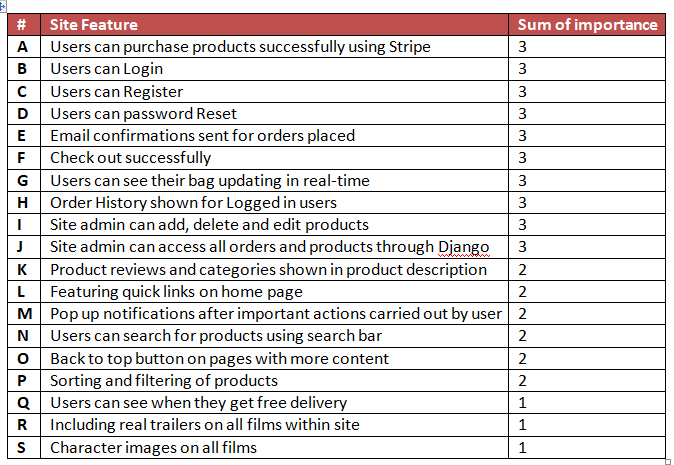 # Site Feature Sum of importance
A Users can purchase products successfully using Stripe 3
B Users can Login 3
C Users can Register 3
D Users can password Reset 3
E Email confirmations sent for orders placed 3
F Check out successfully 3
G Users can see their bag updating in real-time 3
H Order History shown for Logged in users 3
I Site admin can add, delete and edit products 3
J Site admin can access all orders and products through Django 3
K Product reviews and categories shown in product description 2
L Featuring quick links on home page 2
M Pop up notifications after important actions carried out by user 2
N Users can search for products using search bar 2
O Back to top button on pages with more content 2
P Sorting and filtering of products 2
Q Users can see when they get free delivery 1
R Including real trailers on all films within site 1
S Character images on all films 1